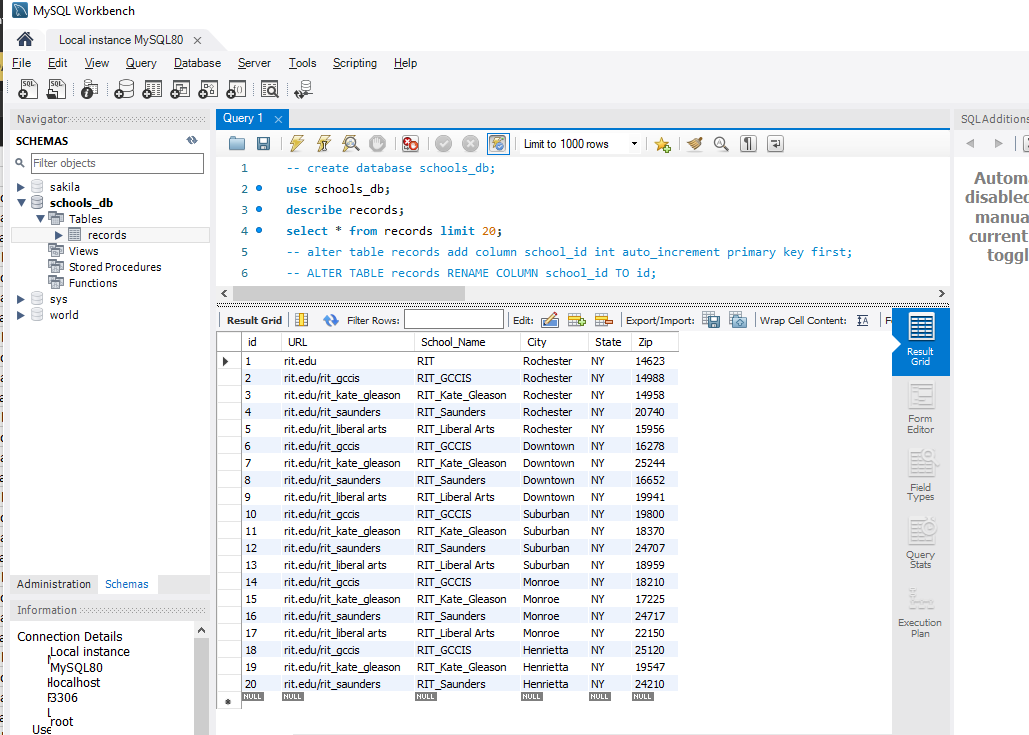 MySQL Workbench
Local instance MySQL80
File Edit View Query Database Server Tools Scripting Help
Navigator
SCHEMAS
Filter objects
sakila
schools_db
Tables
records
Views
Stored Procedures
Functions
sys
world
Administration Schemas
Information
Connection Details
Local instance
MySQL80
localhost
3306
root
Query 1
Limit to 1000 rows
1 -- create database schools_db;
2 use schools_db;
3 describe records;
4 select * from records limit 20;
5 -- alter table records add column school_id int auto_increment primary key first;
6 -- ALTER TABLE records RENAME COLUMN school_id TO id;
Result Grid Filter Rows: Edit: Export/Import: Wrap Cell Content:
id URL School_Name City State Zip
1 rit.edu RIT Rochester NY 14623
2 rit.edu/rit_gccis RIT_GCCIS Rochester NY 14988
3 rit.edu/rit_kate_gleason RIT_Kate_Gleason Rochester NY 14958
4 rit.edu/rit_saunders RIT_Saunders Rochester NY 20740
5 rit.edu/rit_liberal arts RIT_Liberal Arts Rochester NY 15956
6 rit.edu/rit_gccis RIT_GCCIS Downtown NY 16278
7 rit.edu/rit_kate_gleason RIT_Kate_Gleason Downtown NY 25244
8 rit.edu/rit_saunders RIT_Saunders Downtown NY 16652
9 rit.edu/rit_liberal arts RIT_Liberal Arts Downtown NY 19941
10 rit.edu/rit_gccis RIT_GCCIS Suburban NY 19800
11 rit.edu/rit_kate_gleason RIT_Kate_Gleason Suburban NY 18370
12 rit.edu/rit_saunders RIT_Saunders Suburban NY 24707
13 rit.edu/rit_liberal arts RIT_Liberal Arts Suburban NY 18959
14 rit.edu/rit_gccis RIT_GCCIS Monroe NY 18210
15 rit.edu/rit_kate_gleason RIT_Kate_Gleason Monroe NY 17225
16 rit.edu/rit_saunders RIT_Saunders Monroe NY 24717
17 rit.edu/rit_liberal arts RIT_Liberal Arts Monroe NY 22150
18 rit.edu/rit_gccis RIT_GCCIS Henrietta NY 25120
19 rit.edu/rit_kate_gleason RIT_Kate_Gleason Henrietta NY 19547
20 rit.edu/rit_saunders RIT_Saunders Henrietta NY 24210
NULL NULL NULL NULL NULL NULL
Result
Grid
Form
Editor
Field
Types
Query
Stats
Execution
Plan
SQLAdditions
Automa
disabled
manua
current
toggl